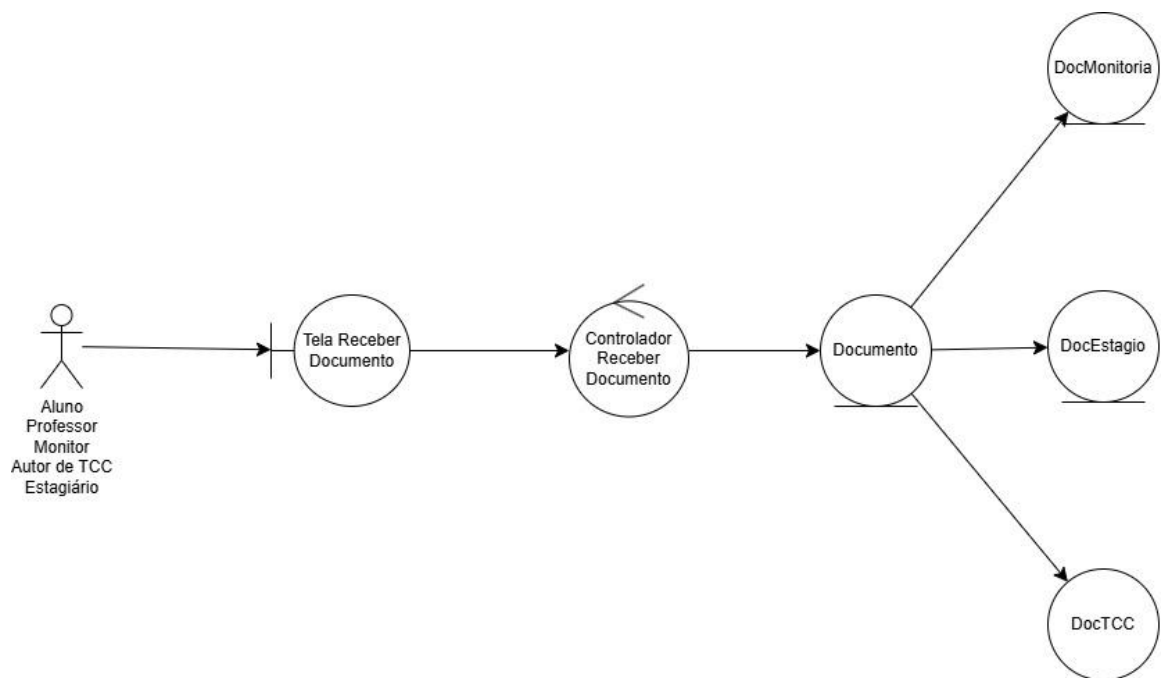 DocMonitoria
Tela Receber
Documento
Controlador
Receber
Documento
Documento
DocEstagio
Aluno
Professor
Monitor
Autor de TCC
Estagiário
DocTCC